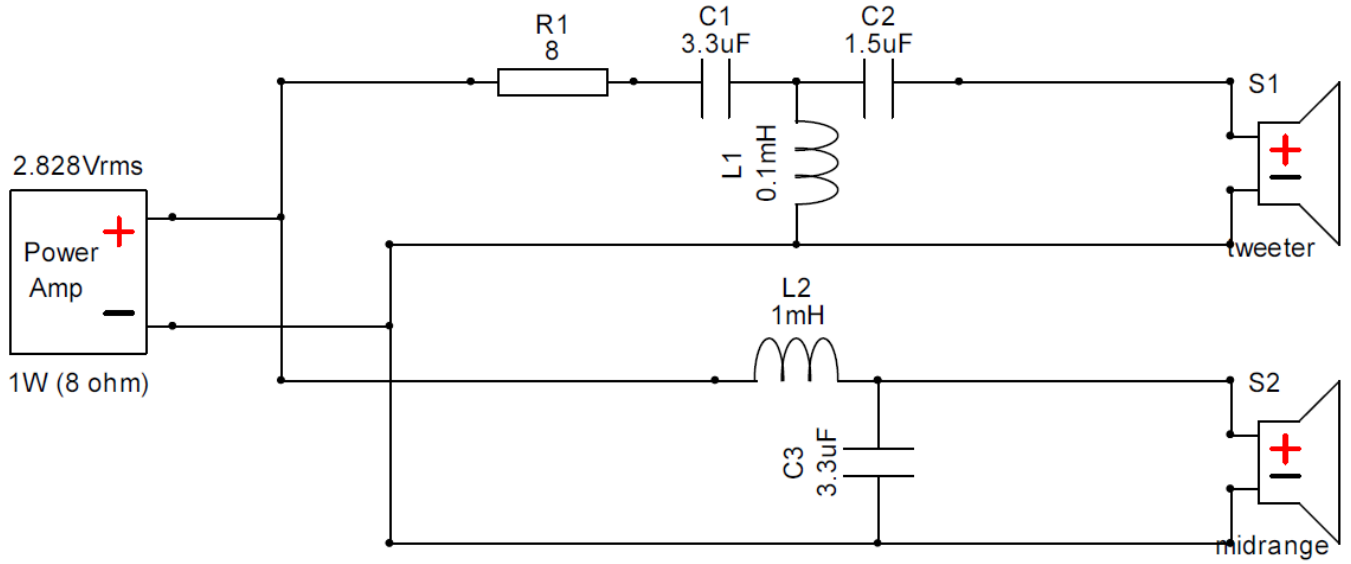 R1
8
C1
3.3uF
C2
1.5uF
S1
L1
0.1mH
2.828Vrms
+
Power
Amp
−
1W (8 ohm)
+
−
tweeter
L2
1mH
S2
C3
3.3uF
+
−
midrange